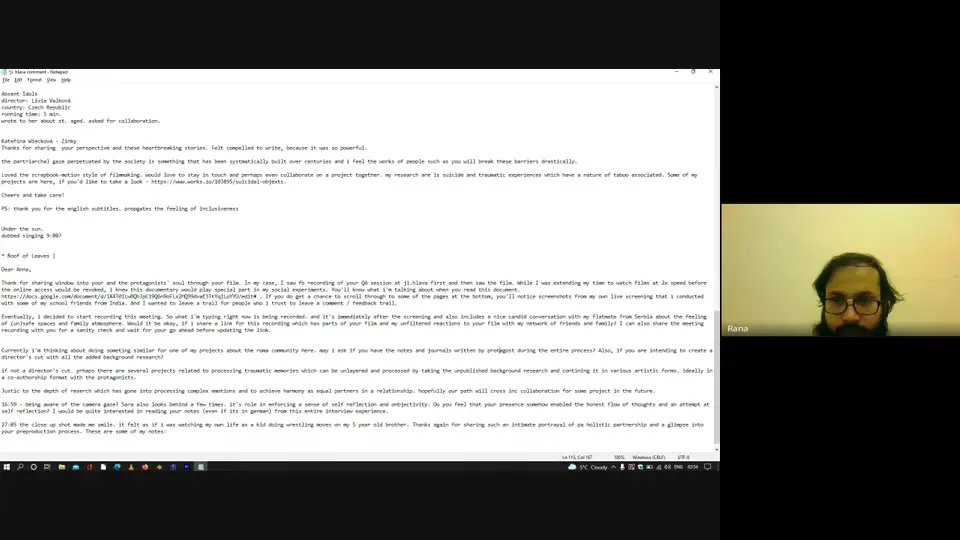 ji hlava comment - Notepad
File Edit Format View Help
Absent Idols
director: Livia Valková
country: Czech Republic
running time: 5 min.
wrote to her about st. aged. asked for collaboration.
Kateřina Wiecková - Zinky
Thanks for sharing your perspective and these heartbreaking stories. Felt compelled to write, because it was so powerful.
the partriarchal gaze perpetuated by the society is something that has been systmatically built over centuries and i feel the works of people such as you will break these barriers drastically.
Loved the scrapbook-motion style of filmmaking. would love to stay in touch and perhaps even collaborate on a project together. my research are is suicide and traumatic experiences which have a nature of taboo associated. Some of my
projects are here, if you'd like to take a look - https://www.works.io/103895/suicidal-objexts.
Cheers and take care!
PS: thank you for the english subtitles. propgates the feeling of inclusiveness
Under the sun.
dubbed singing 9:08?
* Roof of Leaves |
Dear Anna,
Thank for sharing window into your and the protagonists' soul through your film. In my case, I saw fb recording of your QA session at ji.hlava first and then saw the film. While I was extending my time to watch films at 2x speed before
the online access would be revoked, i knew this documentary would play special part in my social experiments. You'll know what i'm talking about when you read this document.
If you do get a chance to scroll through to some of the pages at the bottom, you'll notice screenshots from my own live screening that i conducted
with some of my school friends from India. And I wanted to leave a trail for people who I trust to leave a comment / feedback trail.
Eventually, i decided to start recording this meeting. So what i'm typing right now is being recorded. and it's immediately after the screening and also includes a nice candid conversation with my flatmate from Serbia about the feeling of
(un)safe spaces and family atmosphere. Would it be okay, if i share a link for this recording which has parts of your film and my unfiltered reactions to your film with my network of friends and family? I can also share the meeting
recording with you for a sanity check and wait for your go ahead before updating the link.
Currently i'm thinking about doing someting similar for one of my projects about the roma community here. may i ask if you have the notes and journals written by protagost during the entire process? Also, if you are intending to create a
director's cut with all the added background research?
if not a director's cut. prhaps there are several projects related to processing traumatic memories which can be unlayered and processed by taking the unpublished background research and contining it in various artistic forms. ideally in
a co-authorship format with the protagonists.
Justic to the depth of reserch which has gone into processing complex emotions and to achieve harmony as equal partners in a relationship. hopefully our path will cross inc collaboration for some project in the future.
16:59 - being aware of the camera gaze? Sara also looks behind a few times. it's role in enforcing a sense of self reflection and onbjectivity. Do you feel that your presence somehow enabled the honest flow of thoughts and an attempt at
self reflection? I would be quite interested in reading your notes (even if its in german) from this entire interview experience.
27:05 the close up shot made me smile. it felt as if i was watching my own life as a kid doing wrestling moves on my 5 year old brother. Thanks again for sharing such an intimate portrayal of pa holistic partnership and a glimpse into
your preproduction process. These are some of my notes:
Ln 115, Col 167 100% Windows (CRLF) UTF-8
5°C Cloudy ENG 02:54
Rana